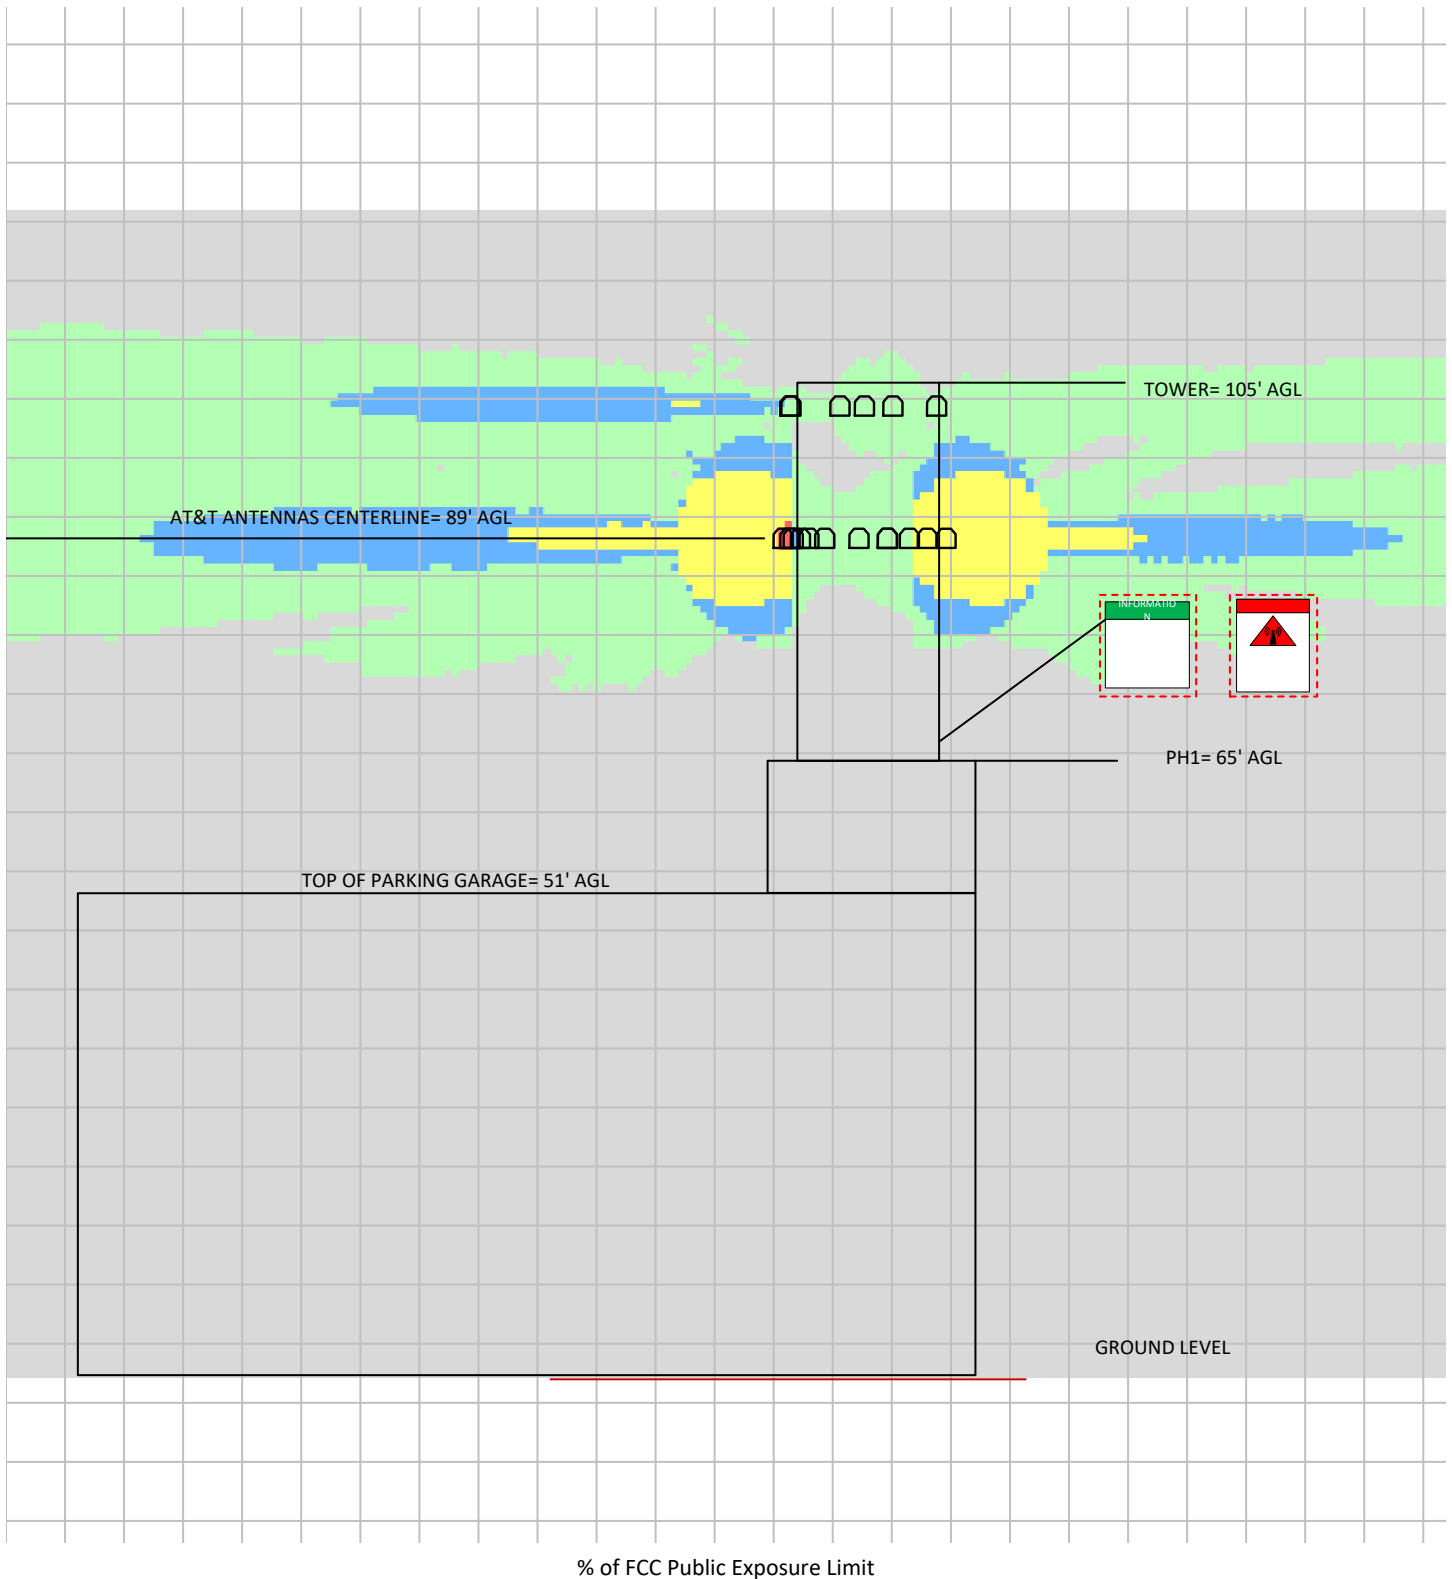 TOWER= 105' AGL
AT&T ANTENNAS CENTERLINE= 89' AGL
INFORMATIO
N
PH1= 65' AGL
TOP OF PARKING GARAGE= 51' AGL
GROUND LEVEL
% of FCC Public Exposure Limit